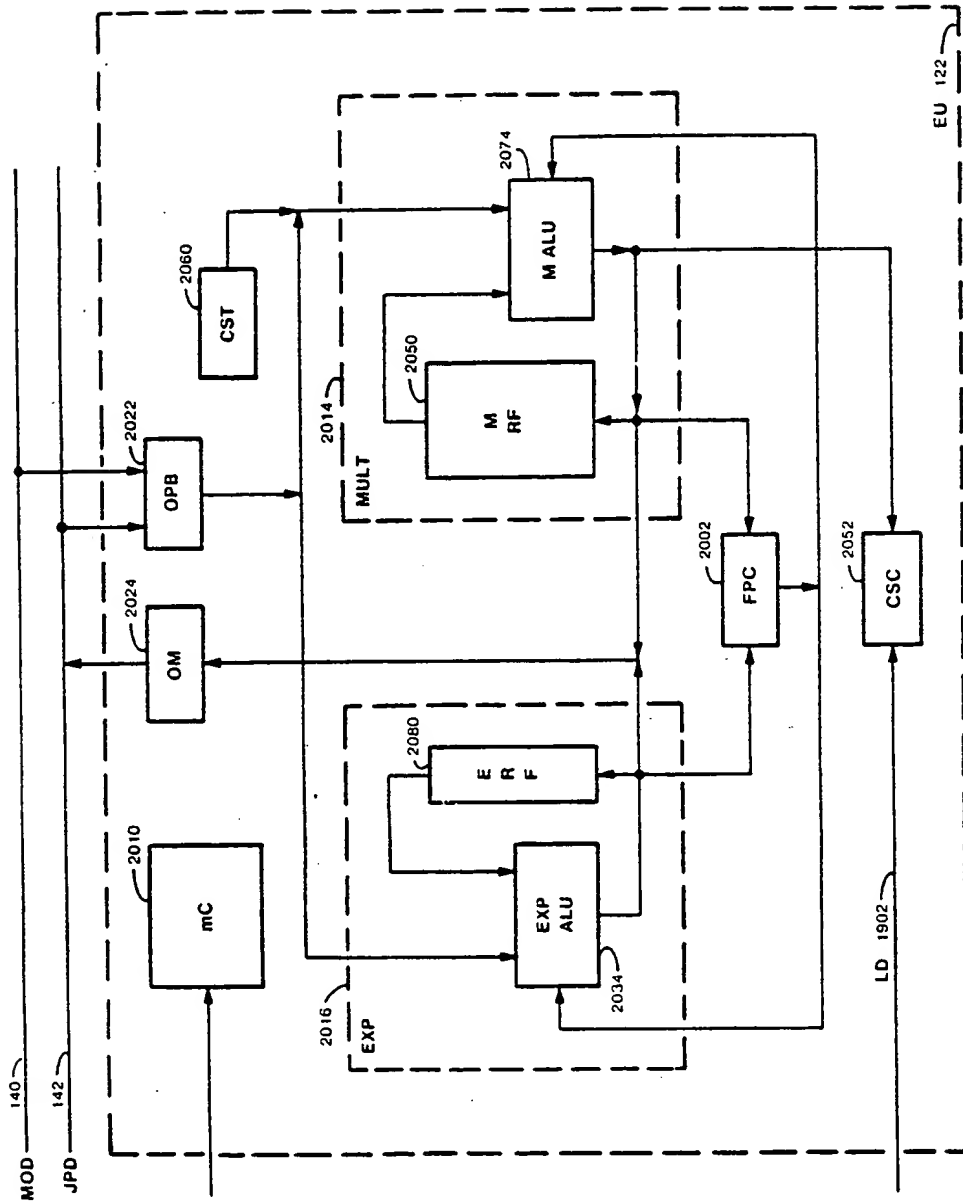 MOD 140
JPD 142
2010
mC
2024
OM
2022
OPB
2060
CST
2016
EXP
EXP
ALU
2034
2080
E
R
F
2014
MULT
2050
M
RF
2074
M ALU
2002
FPC
2052
CSC
LD 1902
EU 122